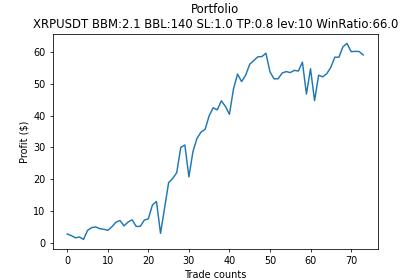 Portfolio
XRPUSDT BBM:2.1 BBL:140 SL:1.0 TP:0.8 lev:10 WinRatio:66.0
Profit ($)
60
50
40
30
20
10
0
0 10 20 30 40 50 60 70
Trade counts